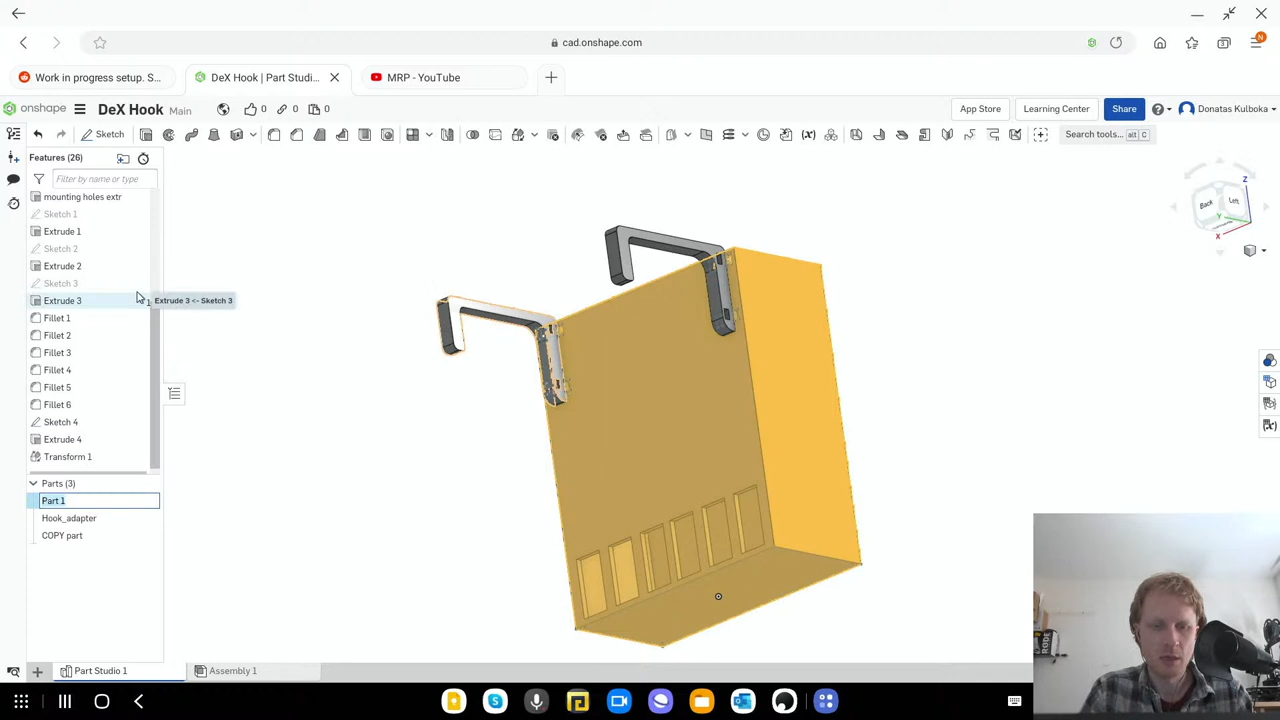 cad.onshape.com
3
N
Work in progress setup. S...
DeX Hook | Part Studi...
MRP - YouTube
onshape
DeX Hook Main
0
0
0
App Store
Learning Center
Share
Donatas Kulboka
Sketch
Search tools...
alt
C
Features (26)
Filter by name or type
mounting holes extr
Sketch 1
Extrude 1
Sketch 2
Extrude 2
Sketch 3
Extrude 3
Extrude 3 <- Sketch 3
Fillet 1
Fillet 2
Fillet 3
Fillet 4
Fillet 5
Fillet 6
Sketch 4
Extrude 4
Transform 1
Parts (3)
Part 1
Hook_adapter
COPY part
Z
Back
Left
Y
X
RODE
Part Studio 1
Assembly 1